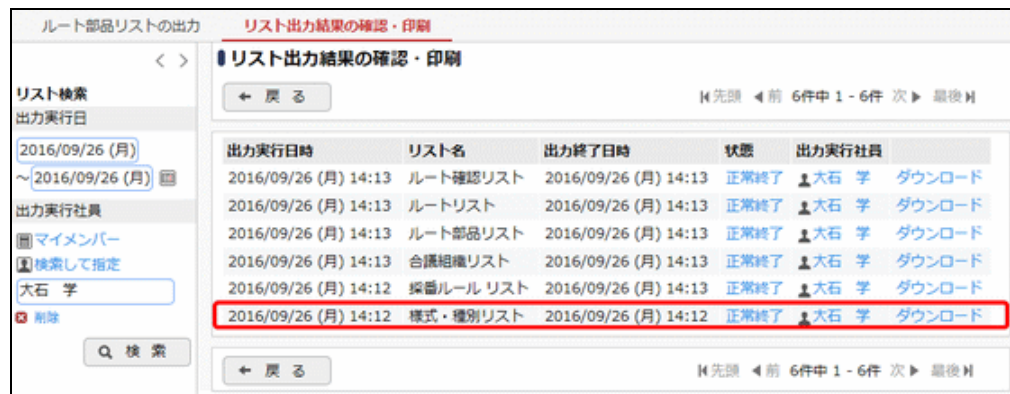 ルート部品リストの出力 リスト出力結果の確認・印刷
リスト検索
出力実行日
2016/09/26 (月)
～2016/09/26 (月)
出力実行社員
マイメンバー
検索して指定
大石 学
削除
検 索
リスト出力結果の確認・印刷
戻 る 先頭 前 6件中 1 - 6件 次 最後
出力実行日時 リスト名 出力終了日時 状態 出力実行社員
2016/09/26 (月) 14:13 ルート確認リスト 2016/09/26 (月) 14:13 正常終了 大石 学 ダウンロード
2016/09/26 (月) 14:13 ルートリスト 2016/09/26 (月) 14:13 正常終了 大石 学 ダウンロード
2016/09/26 (月) 14:13 ルート部品リスト 2016/09/26 (月) 14:13 正常終了 大石 学 ダウンロード
2016/09/26 (月) 14:13 合議組織リスト 2016/09/26 (月) 14:13 正常終了 大石 学 ダウンロード
2016/09/26 (月) 14:12 採番ルール リスト 2016/09/26 (月) 14:12 正常終了 大石 学 ダウンロード
2016/09/26 (月) 14:12 様式・種別リスト 2016/09/26 (月) 14:12 正常終了 大石 学 ダウンロード
戻 る 先頭 前 6件中 1 - 6件 次 最後